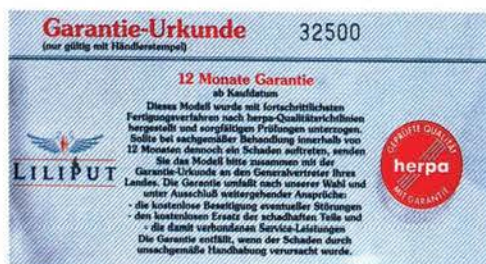 Garantie-Urkunde 32500
(nur gültig mit Händlerstempel)
12 Monate Garantie
ab Kaufdatum
Dieses Modell wurde mit fortschrittlichsten
Fertigungsverfahren nach herpa-Qualitätsrichtlinien
hergestellt und sorgfältigen Prüfungen unterzogen.
Sollte bei sachgemäßer Behandlung innerhalb von
12 Monaten dennoch ein Schaden auftreten, senden
Sie das Modell bitte zusammen mit der
Garantie-Urkunde an den Generalvertreter Ihres
Landes. Die Garantie umfaßt nach unserer Wahl und
unter Ausschluß weitergehender Ansprüche:
- die kostenlose Beseitigung eventueller Störungen
- den kostenlosen Ersatz der schadhaften Teile und
- die damit verbundenen Service-Leistungen
Die Garantie entfällt, wenn der Schaden durch
unsachgemäße Handhabung verursacht wurde.
LILIPUT
GEPRÜFTE QUALITÄT
herpa
MIT GARANTIE